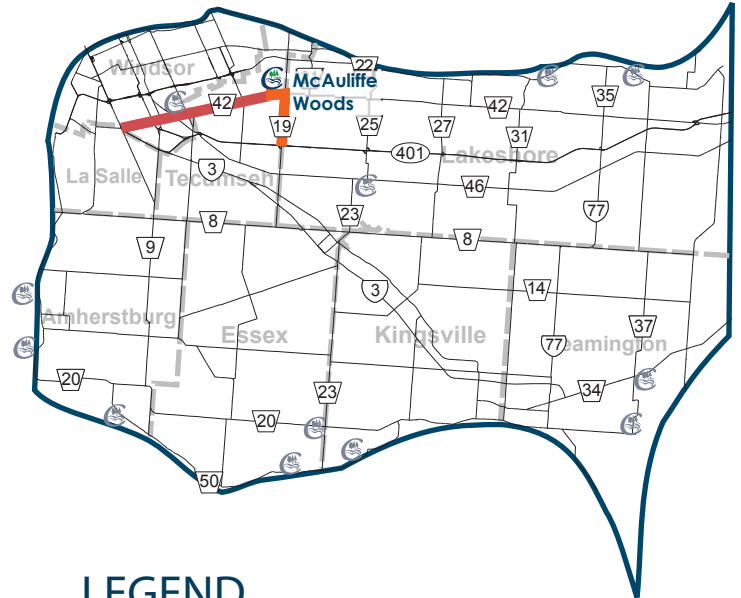 Windsor
22
McAuliffe
Woods
42
42
35
19
25
27
31
401
Lakeshore
La Salle
Tecumseh
3
46
77
23
8
8
9
3
14
Amherstburg
Essex
Kingsville
37
77
eamington
20
23
34
20
50
LEGEND